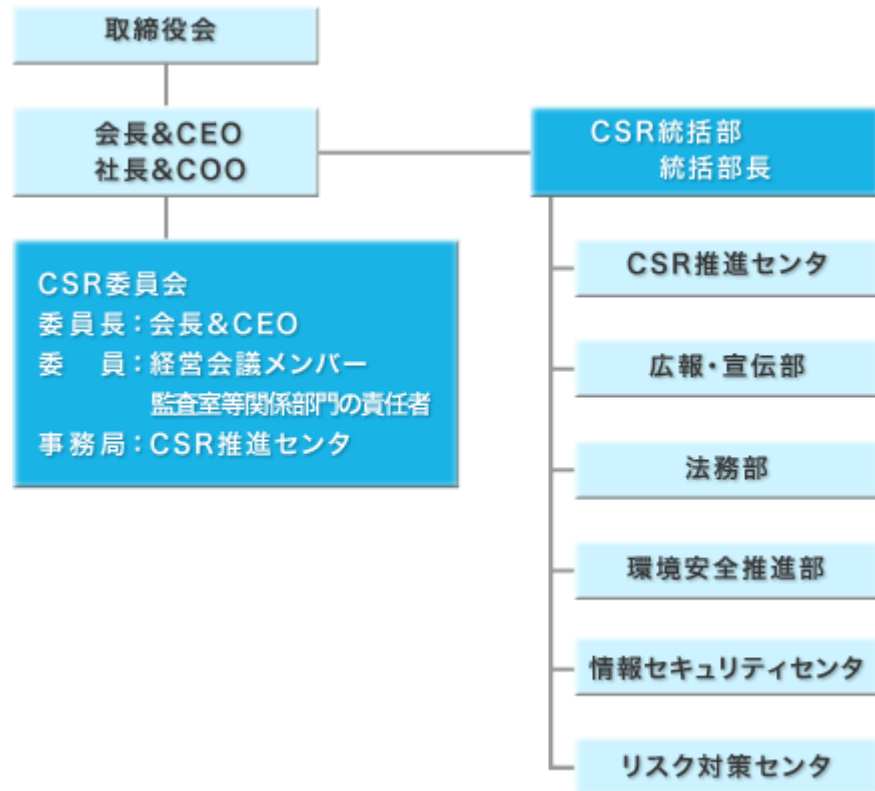 取締役会
会長&CEO
社長&COO
CSR統括部
統括部長
CSR委員会
委員長：会長&CEO
委　員：経営会議メンバー
監査室等関係部門の責任者
事務局：CSR推進センタ
CSR推進センタ
広報・宣伝部
法務部
環境安全推進部
情報セキュリティセンタ
リスク対策センタ